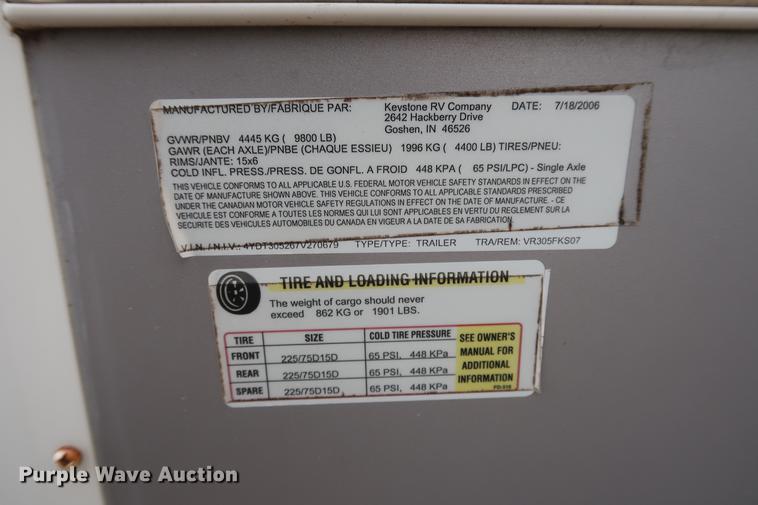 MANUFACTURED BY/FABRIQUE PAR: Keystone RV Company DATE: 7/18/2006
2642 Hackberry Drive
Goshen, IN 46526
GVWR/PNBV 4445 KG ( 9800 LB)
GAWR (EACH AXLE)/PNBE (CHAQUE ESSIEU) 1996 KG ( 4400 LB) TIRES/PNEU:
RIMS/JANTE: 15x6
COLD INFL. PRESS./PRESS. DE GONFL. A FROID 448 KPA ( 65 PSI/LPC) - Single Axle
THIS VEHICLE CONFORMS TO ALL APPLICABLE U.S. FEDERAL MOTOR VEHICLE SAFETY STANDARDS IN EFFECT ON THE
DATE OF MANUFACTURE SHOWN ABOVE. THIS VEHICLE CONFORMS TO ALL APPLICABLE STANDARDS PRESCRIBED
UNDER THE CANADIAN MOTOR VEHICLE SAFETY REGULATIONS IN EFFECT ON THE DATE OF MANUFACTURE. - CE
VEHICULE EST CONFORME A TOUTES LES NORMES QUI LUI SONT APPLICABLES EN VERTU DU REGLEMENT SUR LA
SECURITE DES VEHICULES AUTOMOBILES DU CANADA EN VIGEUR A LA DATE DE SA FABRICATION.
V.I.N. / N.I.V.: 4YDT305267V270679 TYPE/TYPE: TRAILER TRA/REM: VR305FKS07
TIRE AND LOADING INFORMATION
The weight of cargo should never
exceed 862 KG or 1901 LBS.
TIRE SIZE COLD TIRE PRESSURE SEE OWNER'S
MANUAL FOR
ADDITIONAL
INFORMATION
FRONT 225/75D15D 65 PSI, 448 KPa
REAR 225/75D15D 65 PSI, 448 KPa
SPARE 225/75D15D 65 PSI, 448 KPa
Purple Wave Auction